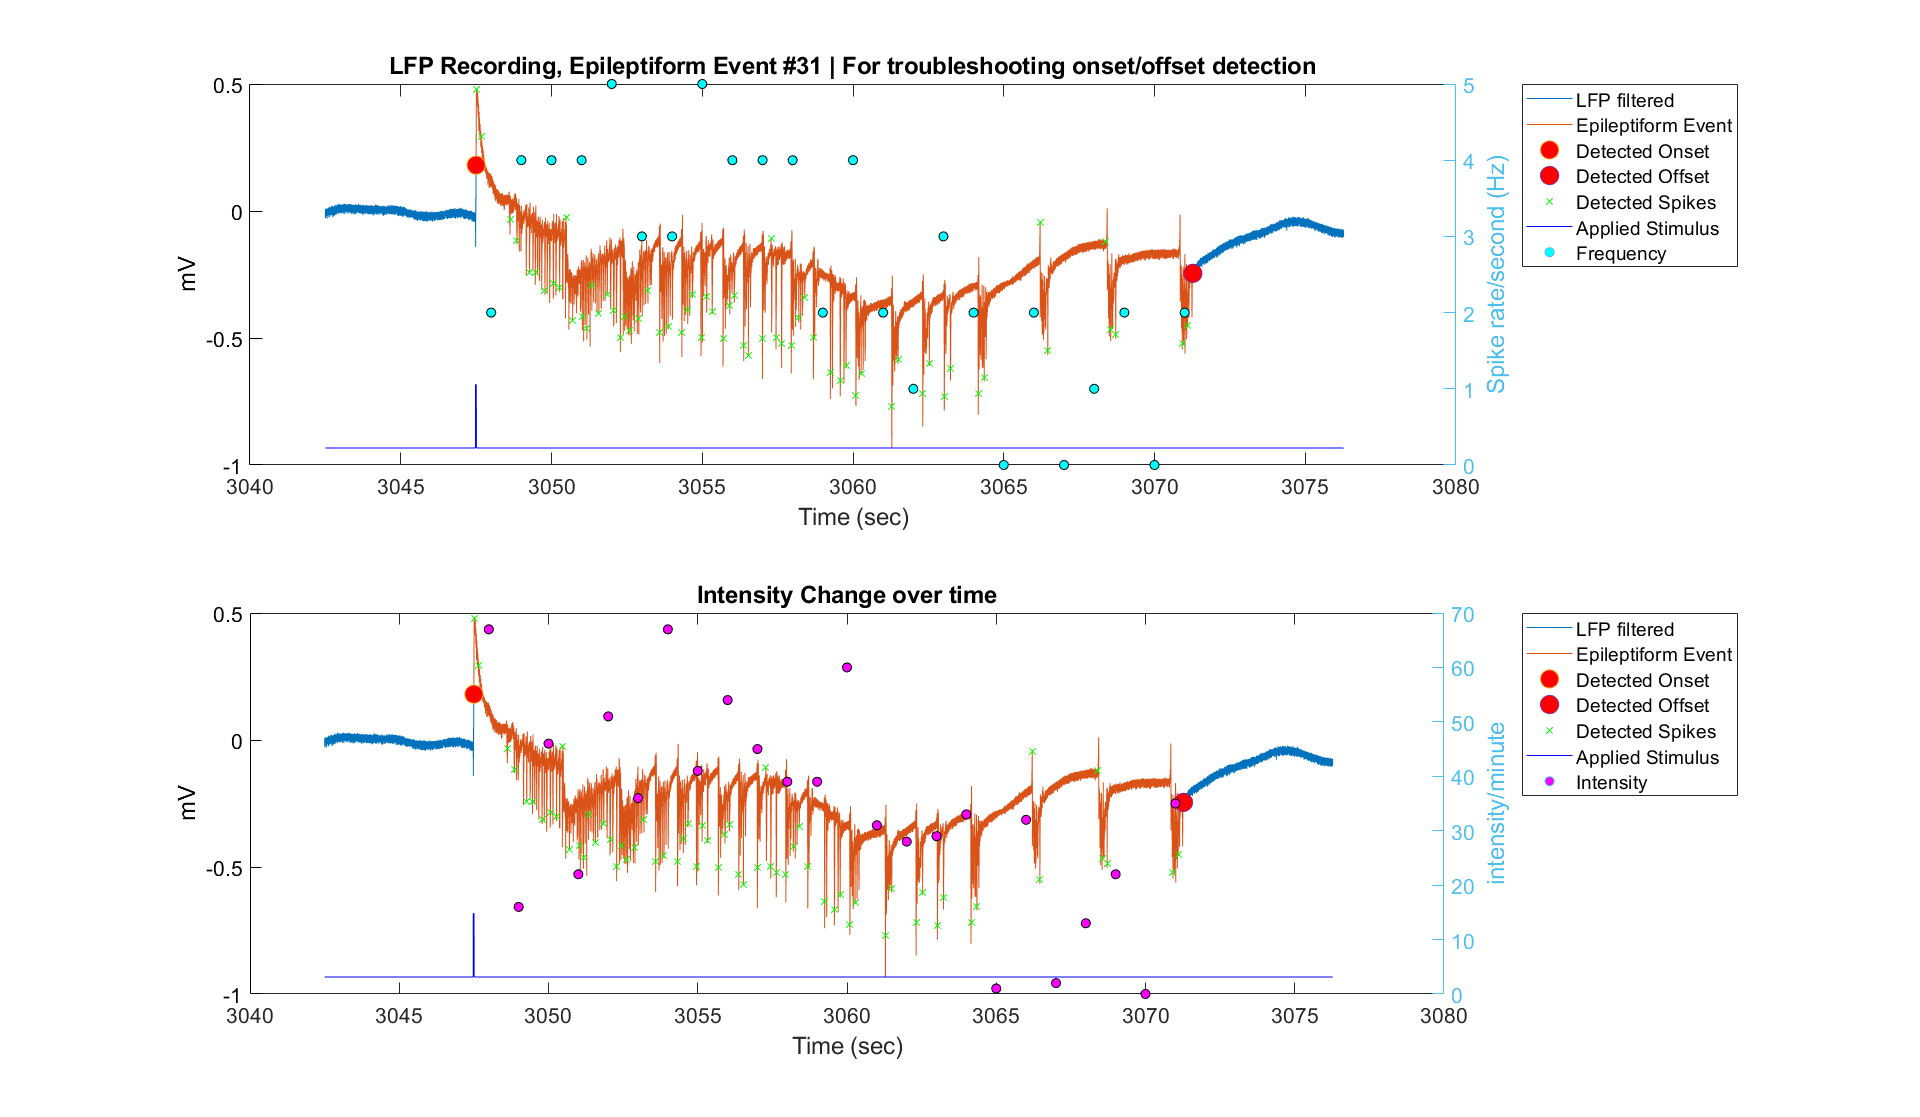 LFP Recording, Epileptiform Event #31 | For troubleshooting onset/offset detection
0.5
0
-0.5
-1
mV
3040
3045
3050
3055
3060
3065
3070
3075
3080
Time (sec)
5
4
3
2
1
0
Spike rate/second (Hz)
LFP filtered
Epileptiform Event
Detected Onset
Detected Offset
Detected Spikes
Applied Stimulus
Frequency
Intensity Change over time
0.5
0
-0.5
-1
mV
3040
3045
3050
3055
3060
3065
3070
3075
3080
Time (sec)
70
60
50
40
30
20
10
0
intensity/minute
LFP filtered
Epileptiform Event
Detected Onset
Detected Offset
Detected Spikes
Applied Stimulus
Intensity